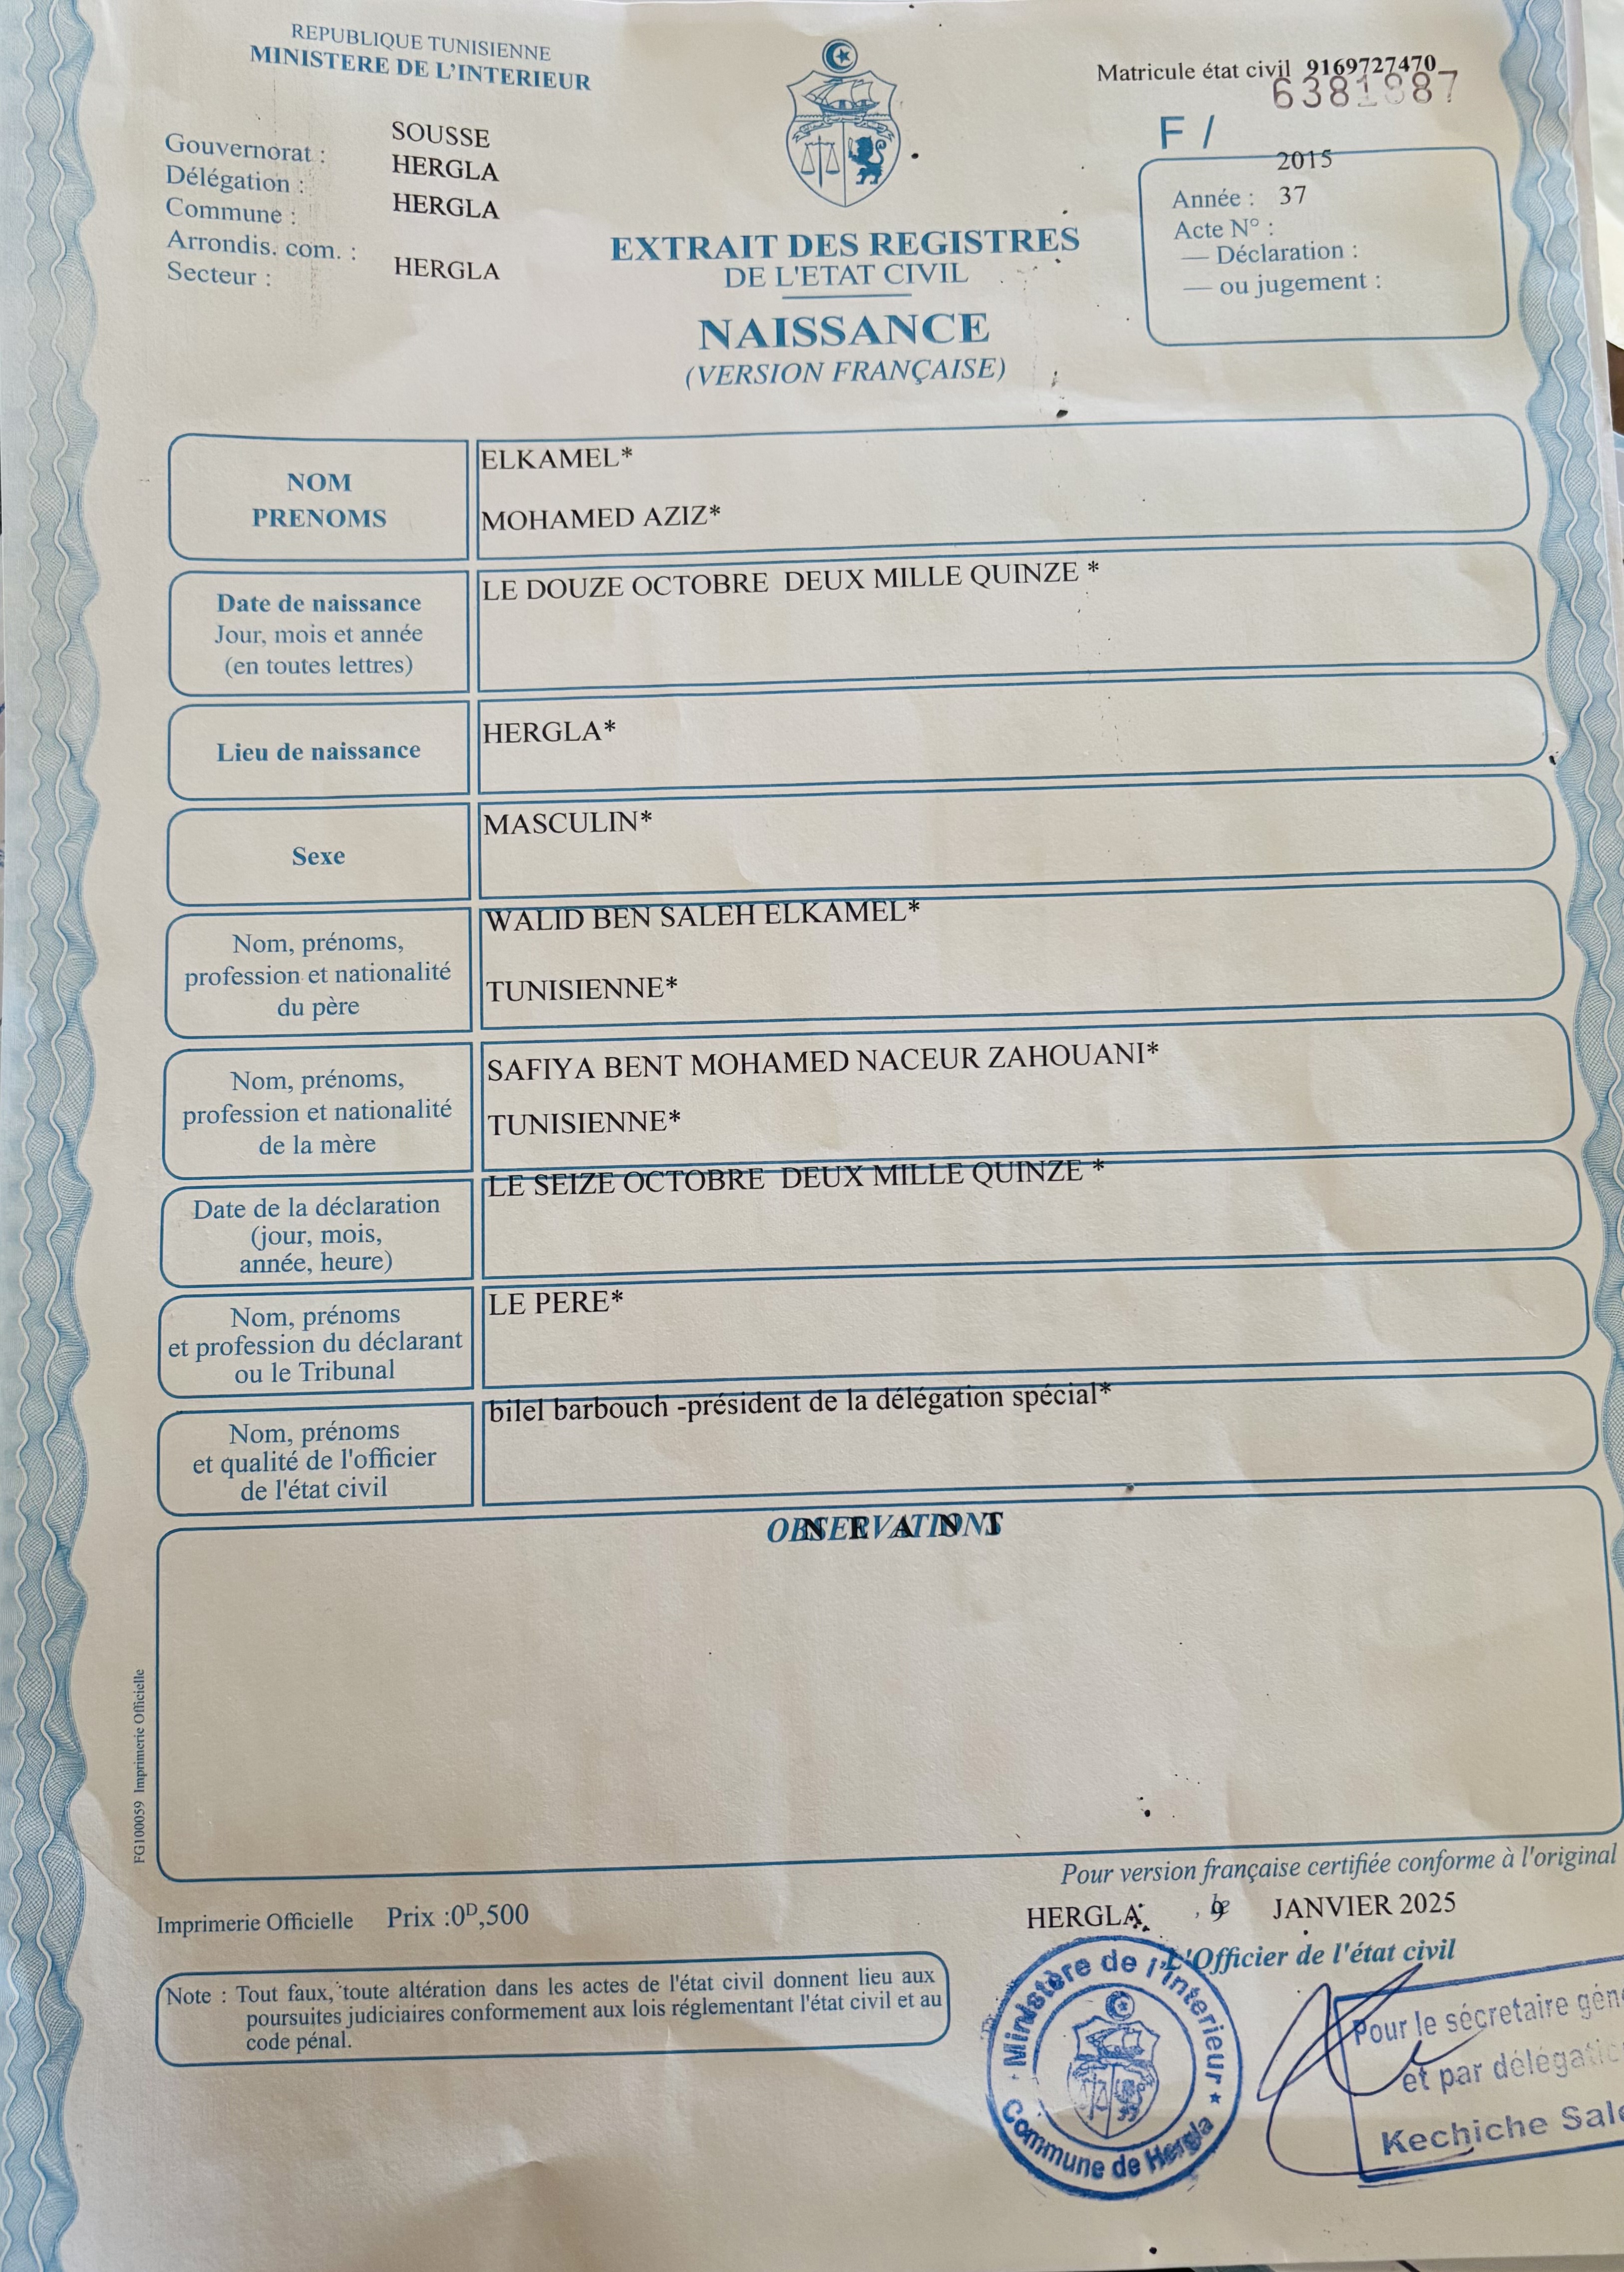 REPUBLIQUE TUNISIENNE
MINISTERE DE L'INTERIEUR
Matricule état civil 9169727470
F /
Gouvernorat : SOUSSE
Délégation : HERGLA
Commune : HERGLA
Arrondis. com. :
Secteur : HERGLA
2015
Année : 37
Acte N° :
— Déclaration :
— ou jugement :
EXTRAIT DES REGISTRES
DE L'ETAT CIVIL
NAISSANCE
(VERSION FRANÇAISE)
NOM
PRENOMS
ELKAMEL*
MOHAMED AZIZ*
Date de naissance
Jour, mois et année
(en toutes lettres)
LE DOUZE OCTOBRE DEUX MILLE QUINZE *
Lieu de naissance
HERGLA*
Sexe
MASCULIN*
Nom, prénoms,
profession et nationalité
du père
WALID BEN SALEH ELKAMEL*
TUNISIENNE*
Nom, prénoms,
profession et nationalité
de la mère
SAFIYA BENT MOHAMED NACEUR ZAHOUANI*
TUNISIENNE*
Date de la déclaration
(jour, mois,
année, heure)
LE SEIZE OCTOBRE DEUX MILLE QUINZE *
Nom, prénoms
et profession du déclarant
ou le Tribunal
LE PERE*
Nom, prénoms
et qualité de l'officier
de l'état civil
bilel barbouch -président de la délégation spécial*
OBSERVATIONS
N E A N T
FG100059 Imprimerie Officielle
Pour version française certifiée conforme à l'original
HERGLA , le 9 JANVIER 2025
L'Officier de l'état civil
Imprimerie Officielle Prix :0D,500
Note : Tout faux, toute altération dans les actes de l'état civil donnent lieu aux
poursuites judiciaires conformement aux lois réglementant l'état civil et au
code pénal.
Ministère de l'Interieur
Commune de Hergla
Pour le sécretaire
et par
Kechiche